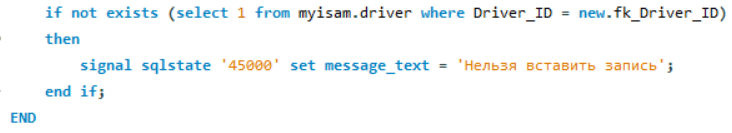 if not exists (select 1 from myisam.driver where Driver_ID = new.fk_Driver_ID)
then
signal sqlstate '45000' set message_text = 'Нельзя вставить запись';
end if;
END